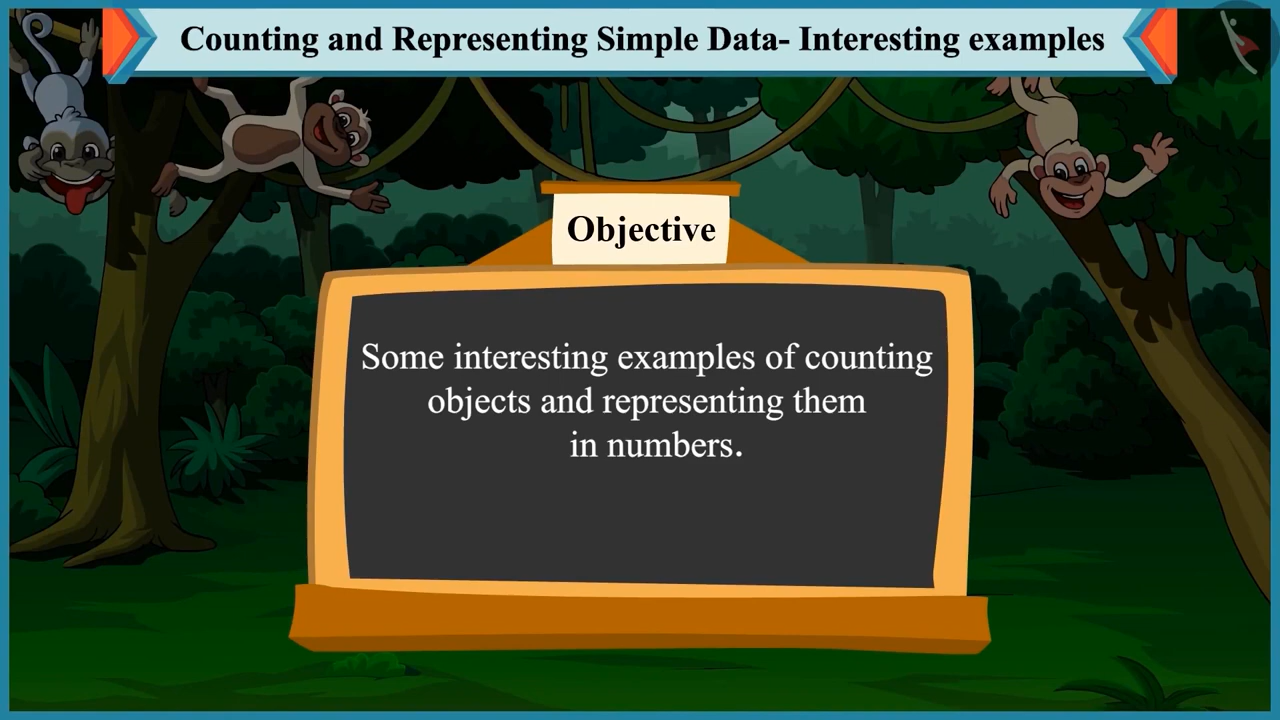 Counting and Representing Simple Data- Interesting examples
Objective
Some interesting examples of counting
objects and representing them
in numbers.